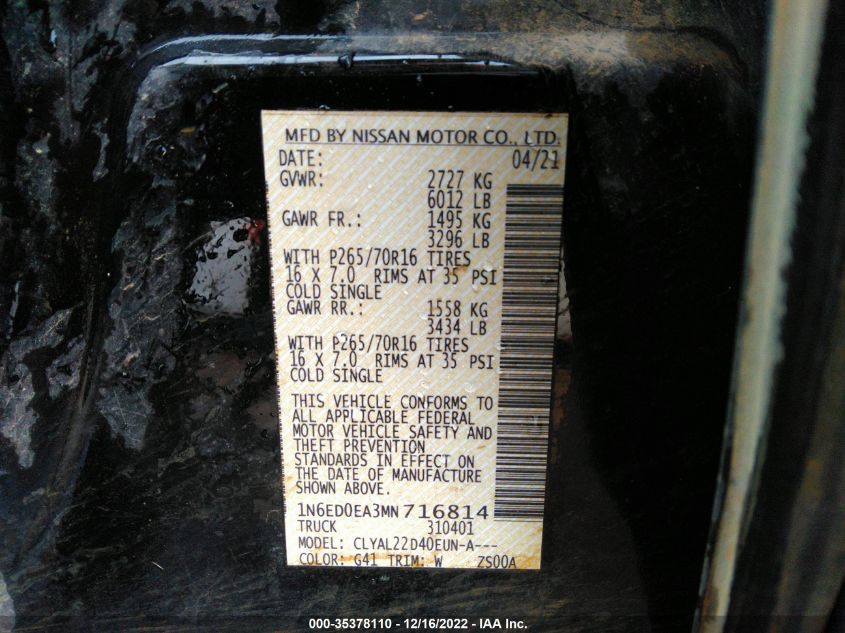 MFD BY NISSAN MOTOR CO., LTD.
DATE: 04/21
GVWR: 2727 KG
6012 LB
GAWR FR.: 1495 KG
3296 LB
WITH P265/70R16 TIRES
16 X 7.0 RIMS AT 35 PSI
COLD SINGLE
GAWR RR.: 1558 KG
3434 LB
WITH P265/70R16 TIRES
16 X 7.0 RIMS AT 35 PSI
COLD SINGLE
THIS VEHICLE CONFORMS TO
ALL APPLICABLE FEDERAL
MOTOR VEHICLE SAFETY AND
THEFT PREVENTION
STANDARDS IN EFFECT ON
THE DATE OF MANUFACTURE
SHOWN ABOVE.
1N6ED0EA3MN 716814
TRUCK 310401
MODEL: CLYAL22D40EUN-A---
COLOR: G41 TRIM: W ZS00A
000-35378110 - 12/16/2022 - IAA Inc.